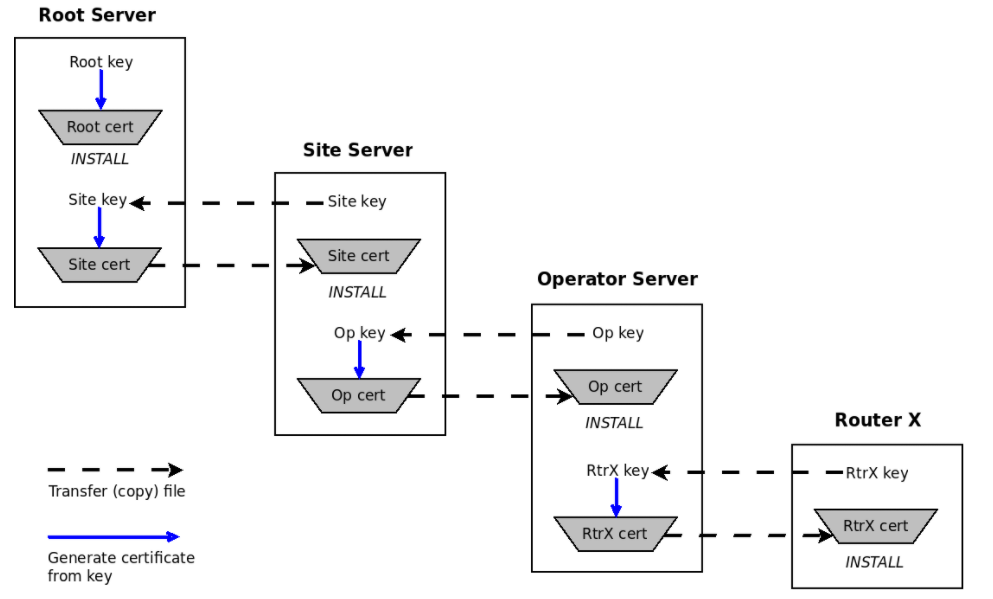 Root Server
Root key
Root cert
INSTALL
Site key
Site cert
Site Server
Site key
Site cert
INSTALL
Op key
Op cert
Operator Server
Op key
Op cert
INSTALL
RtrX key
RtrX cert
Router X
RtrX key
RtrX cert
INSTALL
Transfer (copy) file
Generate certificate
from key